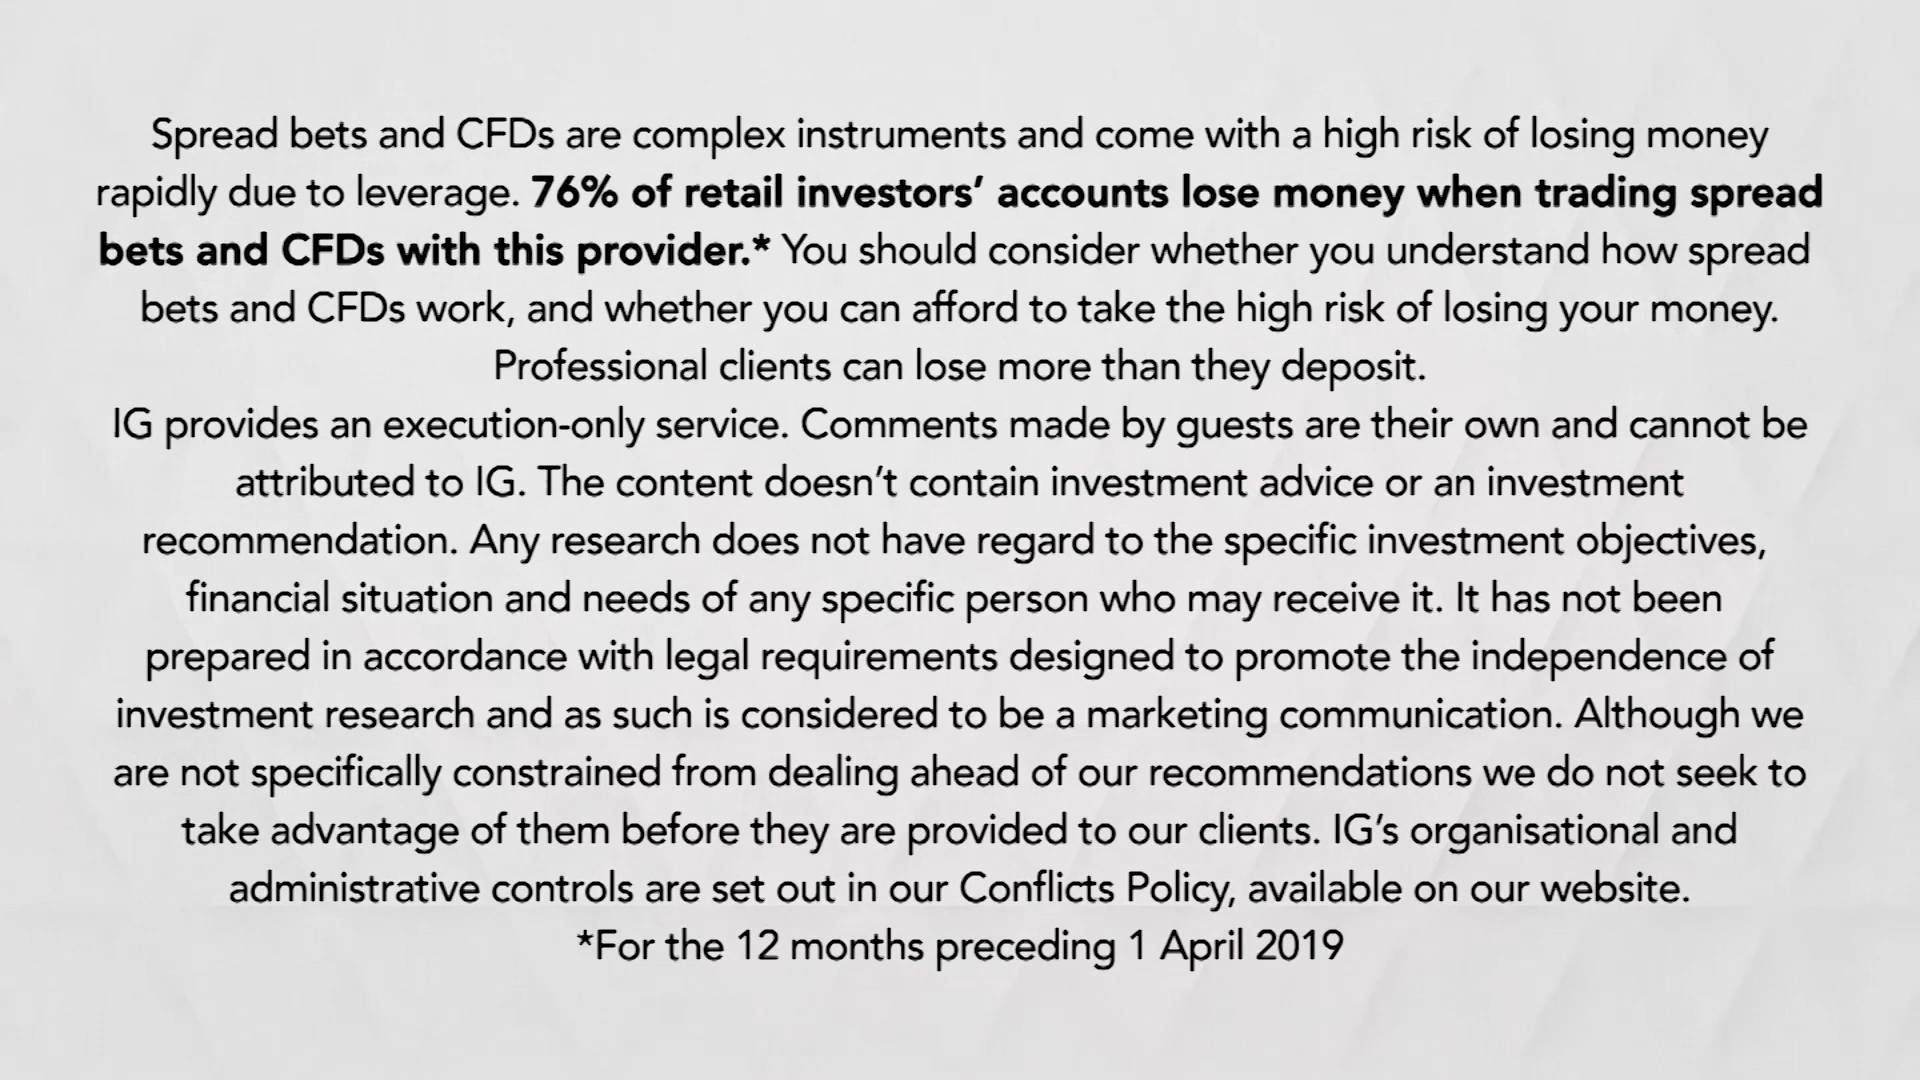 Spread bets and CFDs are complex instruments and come with a high risk of losing money
rapidly due to leverage. 76% of retail investors’ accounts lose money when trading spread
bets and CFDs with this provider.* You should consider whether you understand how spread
bets and CFDs work, and whether you can afford to take the high risk of losing your money.
Professional clients can lose more than they deposit.
IG provides an execution-only service. Comments made by guests are their own and cannot be
attributed to IG. The content doesn’t contain investment advice or an investment
recommendation. Any research does not have regard to the specific investment objectives,
financial situation and needs of any specific person who may receive it. It has not been
prepared in accordance with legal requirements designed to promote the independence of
investment research and as such is considered to be a marketing communication. Although we
are not specifically constrained from dealing ahead of our recommendations we do not seek to
take advantage of them before they are provided to our clients. IG’s organisational and
administrative controls are set out in our Conflicts Policy, available on our website.
*For the 12 months preceding 1 April 2019